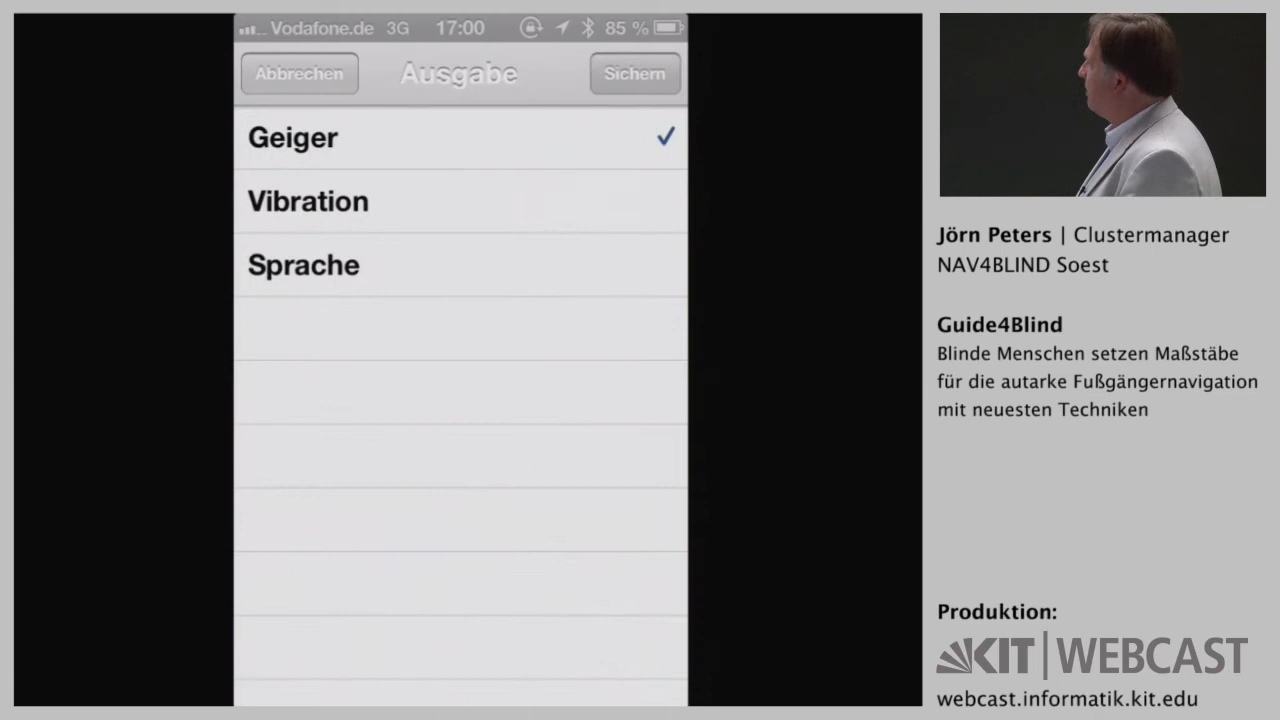 Vodafone.de 3G 17:00 85 %
Abbrechen Ausgabe Sichern
Geiger
Vibration
Sprache
Jörn Peters | Clustermanager
NAV4BLIND Soest
Guide4Blind
Blinde Menschen setzen Maßstäbe
für die autarke Fußgängernavigation
mit neuesten Techniken
Produktion:
KIT | WEBCAST
webcast.informatik.kit.edu